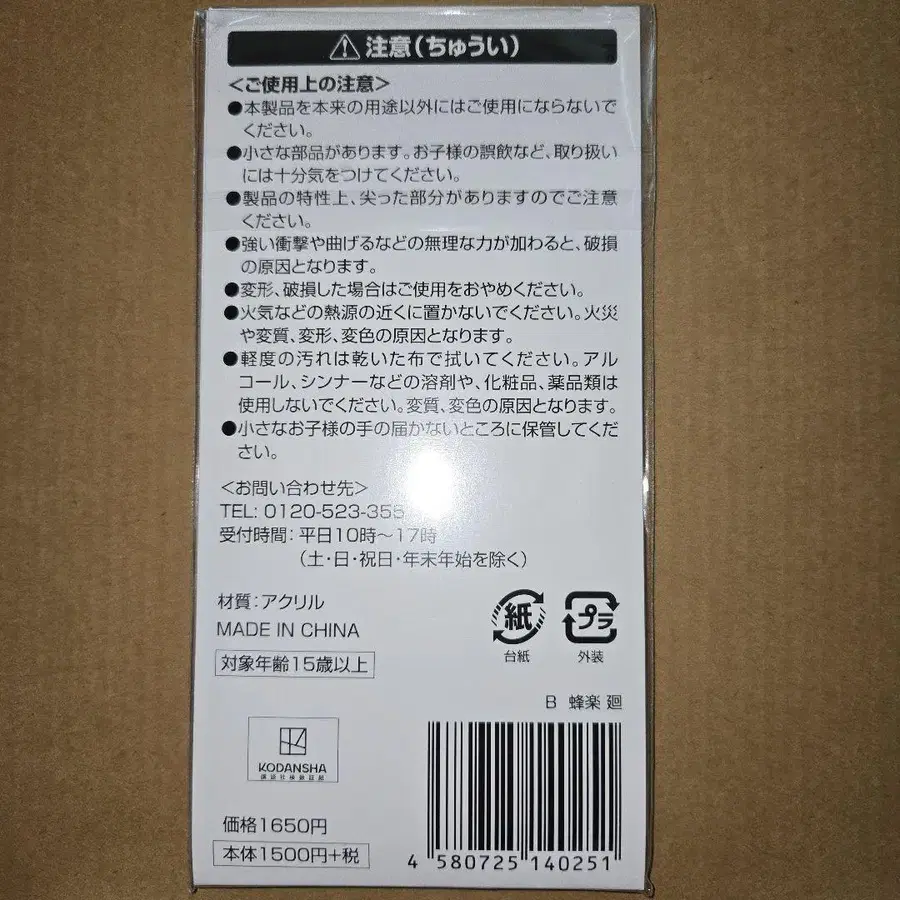 注意(ちゅうい)
<ご使用上の注意>
●本製品を本来の用途以外にはご使用にならないで
ください。
●小さな部品があります。お子様の誤飲など、取り扱い
には十分気をつけてください。
●製品の特性上、尖った部分がありますのでご注意
ください。
●強い衝撃や曲げるなどの無理な力が加わると、破損
の原因となります。
●変形、破損した場合はご使用をおやめください。
●火気などの熱源の近くに置かないでください。火災
や変質、変形、変色の原因となります。
●軽度の汚れは乾いた布で拭いてください。アル
コール、シンナーなどの溶剤や、化粧品、薬品類は
使用しないでください。変質、変色の原因となります。
●小さなお子様の手の届かないところに保管してくだ
さい。
<お問い合わせ先>
TEL: 0120-523-35
受付時間:平日10時~17時
(土・日・祝日・年末年始を除く)
材質:アクリル
MADE IN CHINA
対象年齢15歳以上
紙
台紙
プラ
外装
B 蜂楽 廻
KODANSHA
価格1650円
本体1500円+税
4 580725 140251